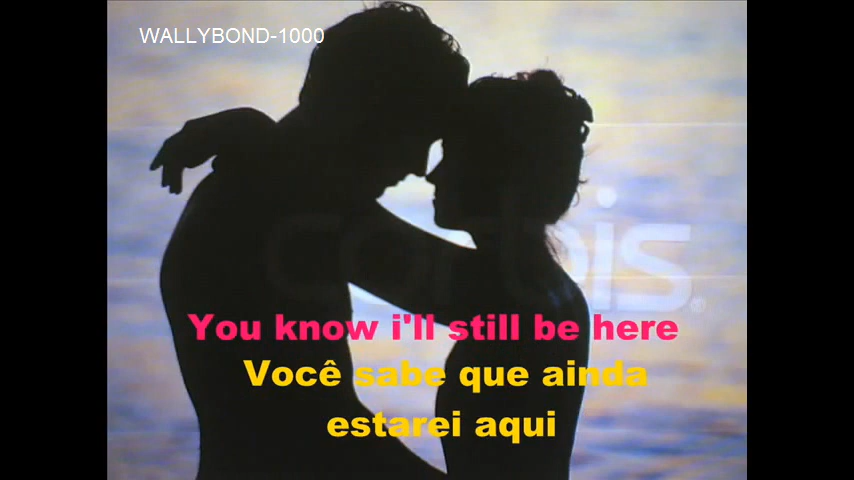 WALLYBOND-1000
corbis®
You know i'll still be here
Você sabe que ainda
estarei aqui